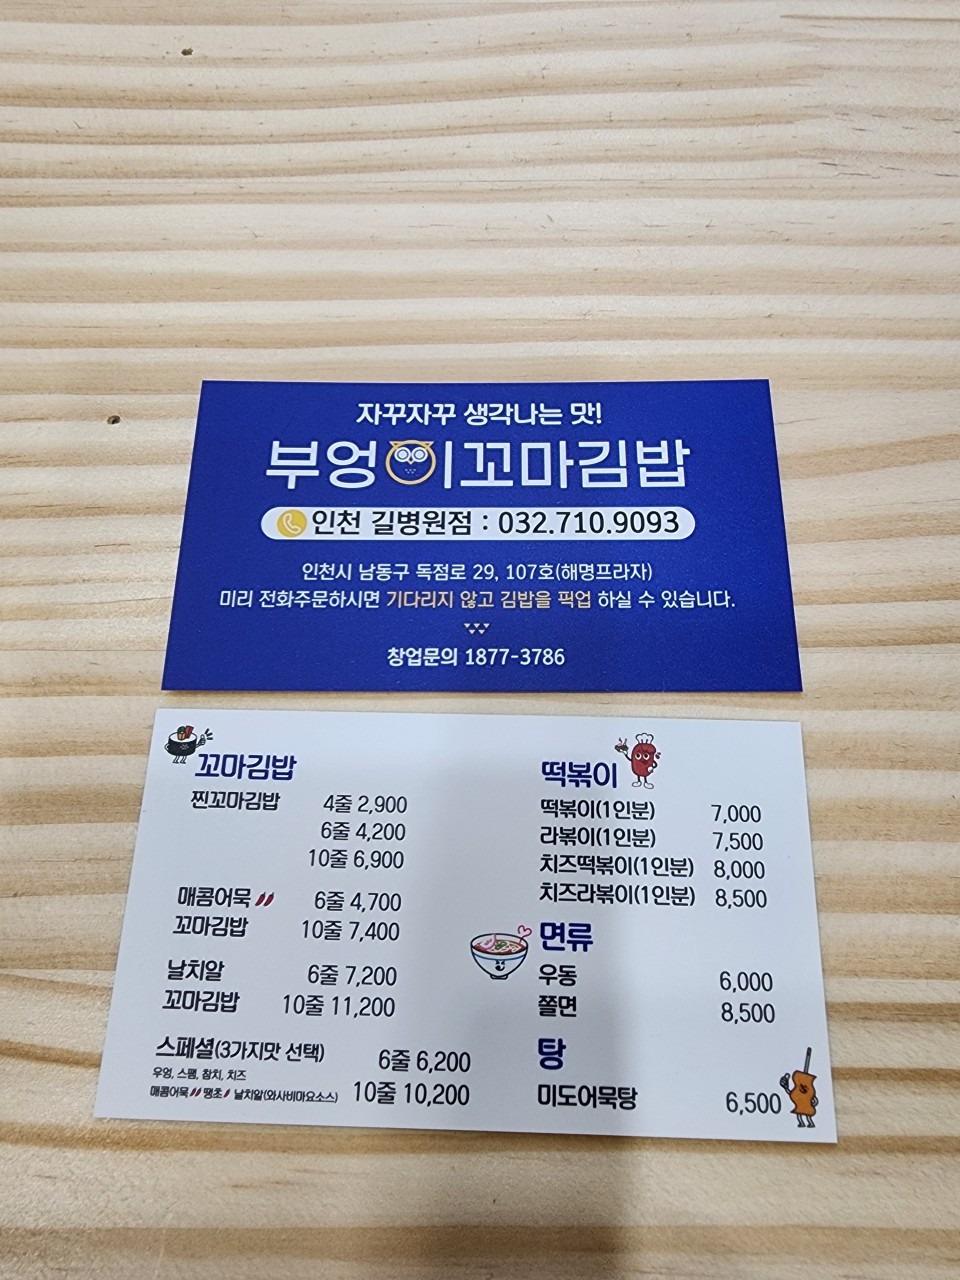 자꾸자꾸 생각나는 맛!
부엉이꼬마김밥
인천 길병원점 : 032.710.9093
인천시 남동구 독점로 29, 107호(해명프라자)
미리 전화주문하시면 기다리지 않고 김밥을 픽업 하실 수 있습니다.
창업문의 1877-3786
꼬마김밥
찐꼬마김밥 4줄 2,900
6줄 4,200
10줄 6,900
매콤어묵 6줄 4,700
꼬마김밥 10줄 7,400
날치알 6줄 7,200
꼬마김밥 10줄 11,200
스페셜(3가지맛 선택) 6줄 6,200
우엉, 스팸, 참치, 치즈
매콤어묵 땡초 날치알(와사비마요소스) 10줄 10,200
떡볶이
떡볶이(1인분) 7,000
라볶이(1인분) 7,500
치즈떡볶이(1인분) 8,000
치즈라볶이(1인분) 8,500
면류
우동 6,000
쫄면 8,500
탕
미도어묵탕 6,500